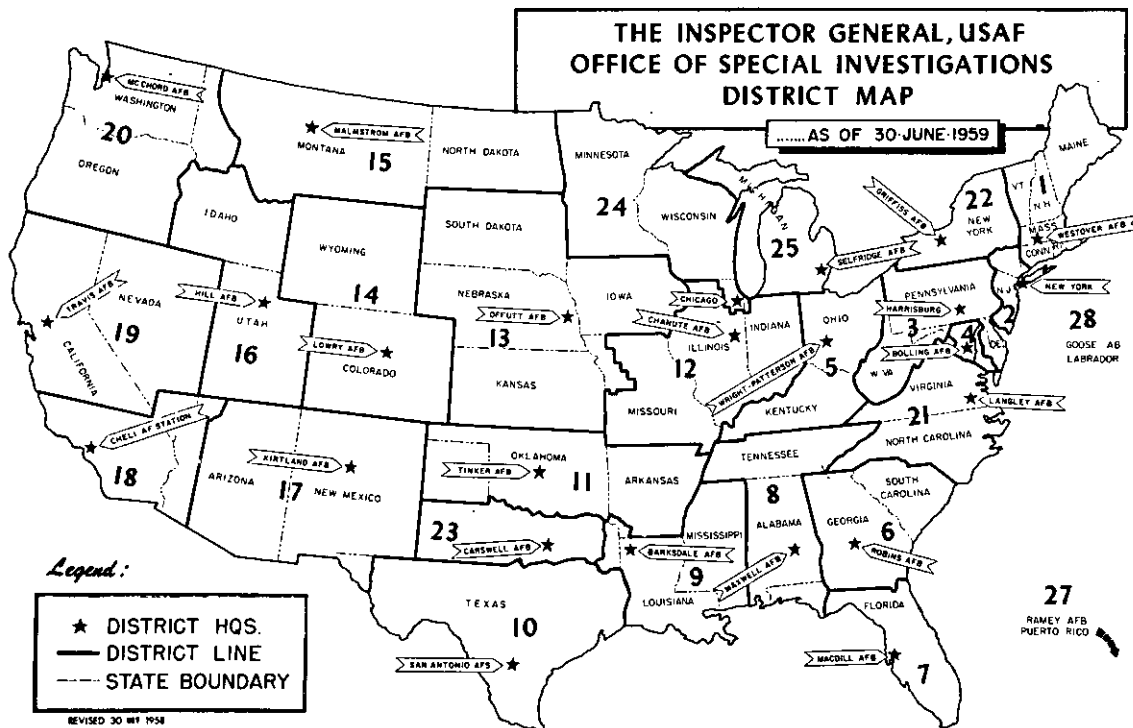 THE INSPECTOR GENERAL, USAF
OFFICE OF SPECIAL INVESTIGATIONS
DISTRICT MAP
.......AS OF 30-JUNE-1959
MCCHORD AFB
WASHINGTON
20
OREGON
MALMSTROM AFB
MONTANA
15
NORTH DAKOTA
MINNESOTA
24
WISCONSIN
MICHIGAN
25
SELFRIDGE AFB
GRIFFISS AFB
22
NEW
YORK
VT
1
N H
MAINE
MASS
WESTOVER AFB
CONN
R I
IDAHO
WYOMING
14
SOUTH DAKOTA
NEBRASKA
OFFUTT AFB
13
IOWA
CHICAGO
CHANUTE AFB
ILLINOIS
12
INDIANA
OHIO
WRIGHT-PATTERSON AFB
5
PENNSYLVANIA
HARRISBURG
3
N J
2
NEW YORK
4
DEL
BOLLING AFB
W VA
28
GOOSE AB
LABRADOR
TRAVIS AFB
NEVADA
19
CALIFORNIA
HILL AFB
UTAH
16
LOWRY AFB
COLORADO
KANSAS
MISSOURI
KENTUCKY
VIRGINIA
LANGLEY AFB
21
NORTH CAROLINA
CHELI AF STATION
18
ARIZONA
KIRTLAND AFB
17
NEW MEXICO
OKLAHOMA
TINKER AFB
11
ARKANSAS
TENNESSEE
8
ALABAMA
MISSISSIPPI
SOUTH
CAROLINA
GEORGIA
6
ROBINS AFB
23
CARSWELL AFB
BARKSDALE AFB
9
MAXWELL AFB
LOUISIANA
TEXAS
10
SAN ANTONIO AFS
FLORIDA
MACDILL AFB
7
27
RAMEY AFB
PUERTO RICO
Legend:
DISTRICT HQS.
DISTRICT LINE
STATE BOUNDARY
REVISED 30 1958